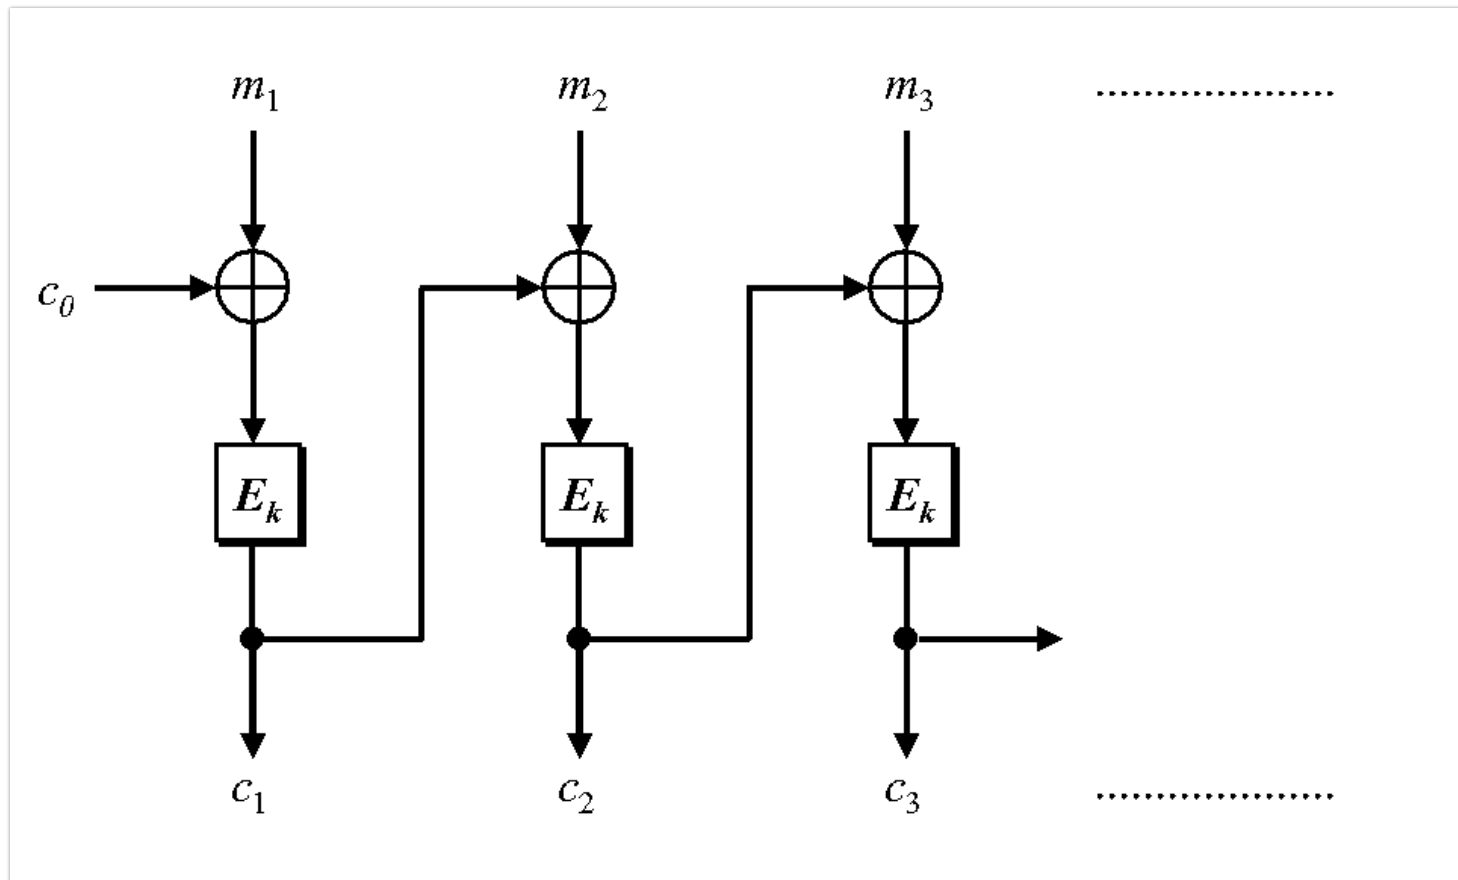 m₁ m₂ m₃ ...................
c₀
Eₖ Eₖ Eₖ
c₁ c₂ c₃ ...................